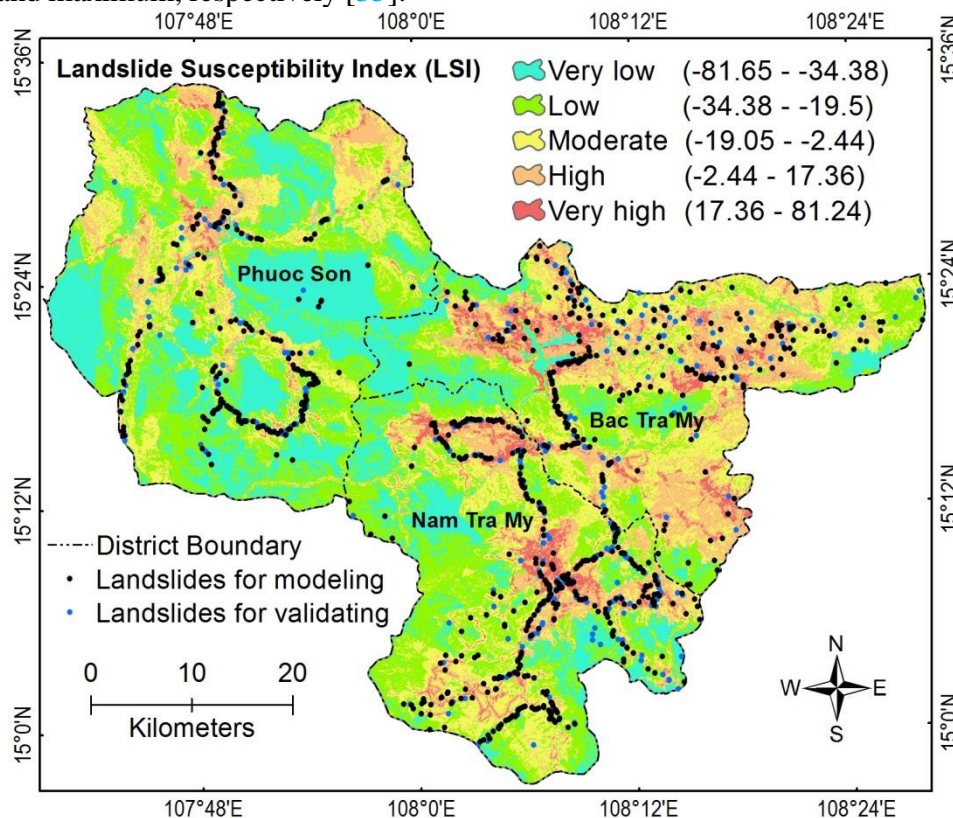 and maximum, respectively [
107°48'E 108°0'E 108°12'E 108°24'E
Landslide Susceptibility Index (LSI)
Very low (-81.65 - -34.38)
Low (-34.38 - -19.5)
Moderate (-19.05 - -2.44)
High (-2.44 - 17.36)
Very high (17.36 - 81.24)
15°36'N 15°36'N
15°24'N 15°24'N
15°12'N 15°12'N
15°0'N 15°0'N
Phuoc Son
Bac Tra My
Nam Tra My
District Boundary
Landslides for modeling
Landslides for validating
0 10 20
Kilometers
N
W E
S
107°48'E 108°0'E 108°12'E 108°24'E